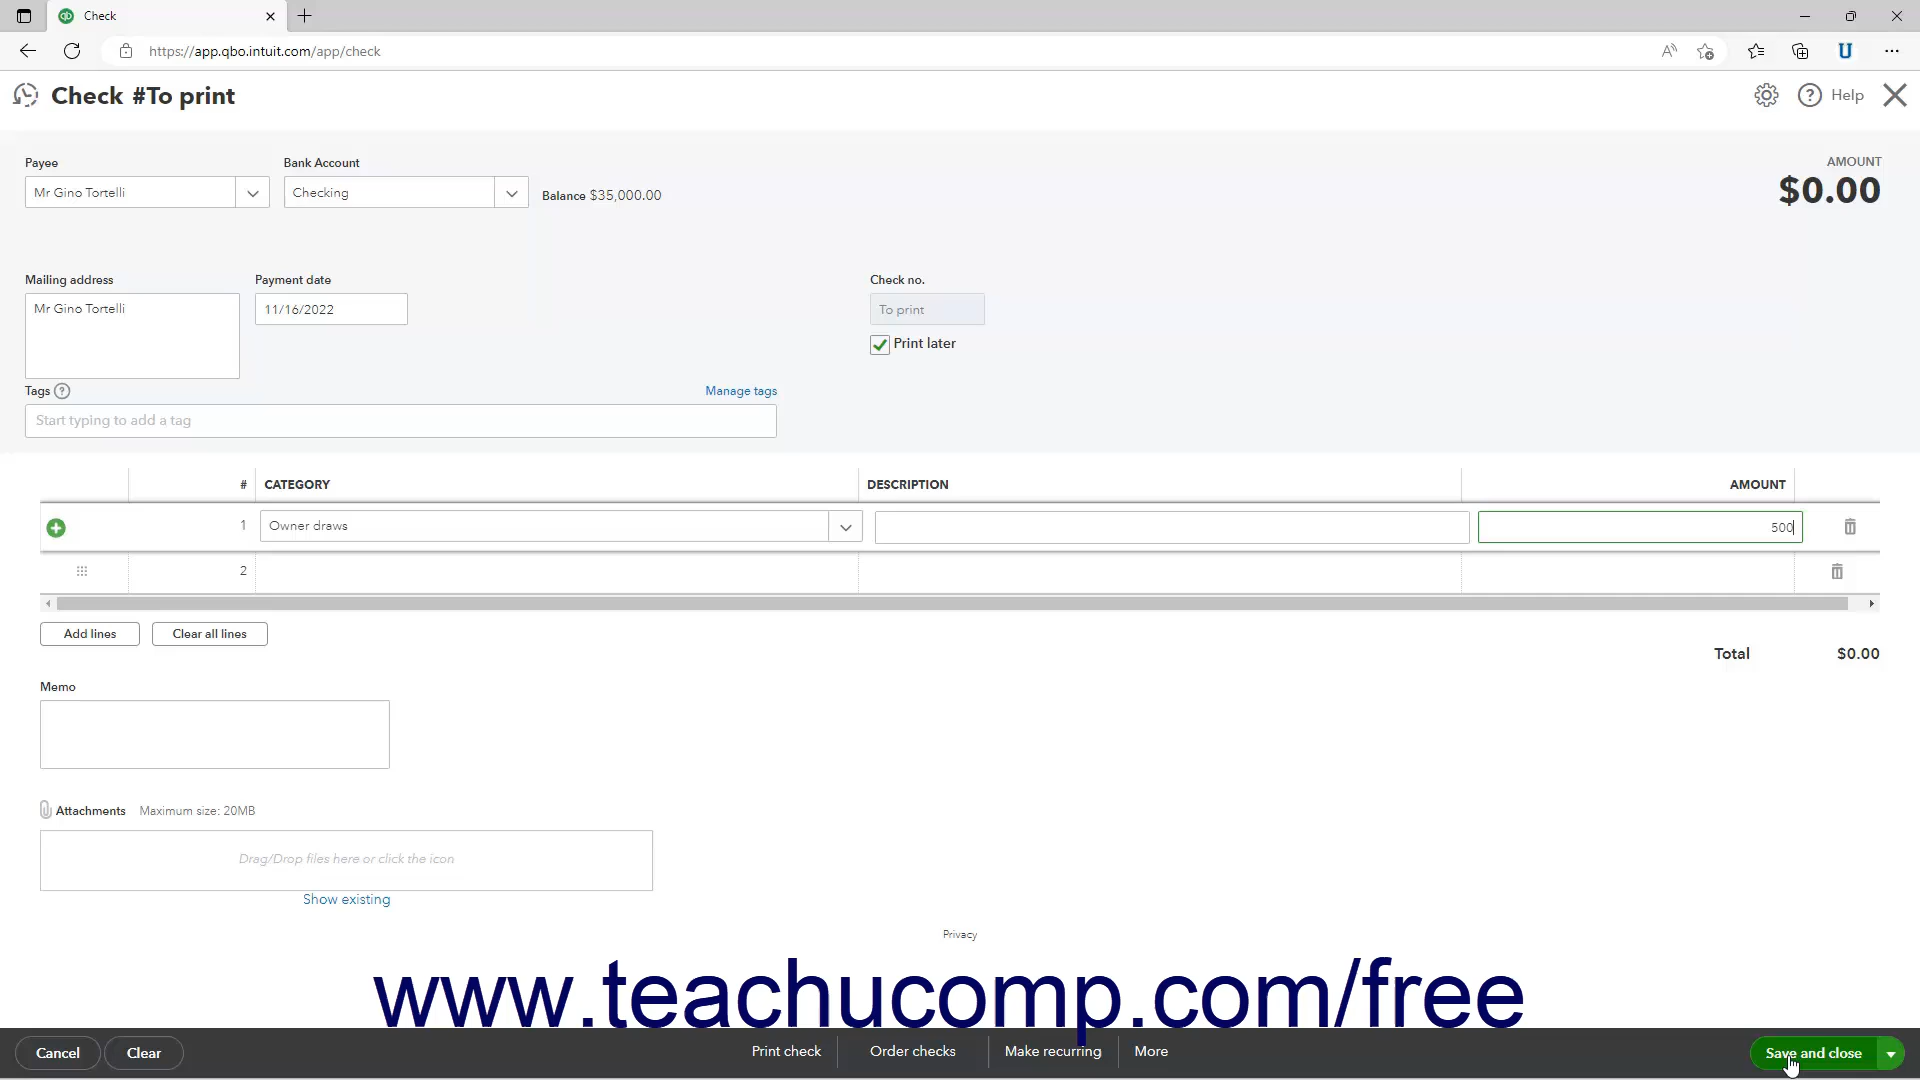 Check
https://app.qbo.intuit.com/app/check
Check #To print
Help
Payee
Bank Account
AMOUNT
Mr Gino Tortelli
Checking
Balance $35,000.00
$0.00
Mailing address
Payment date
Check no.
Mr Gino Tortelli
11/16/2022
To print
Print later
Tags
Manage tags
Start typing to add a tag
# CATEGORY DESCRIPTION AMOUNT
1 Owner draws 500
2
Add lines
Clear all lines
Total $0.00
Memo
Attachments Maximum size: 20MB
Drag/Drop files here or click the icon
Show existing
Privacy
www.teachucomp.com/free
Cancel
Clear
Print check
Order checks
Make recurring
More
Save and close